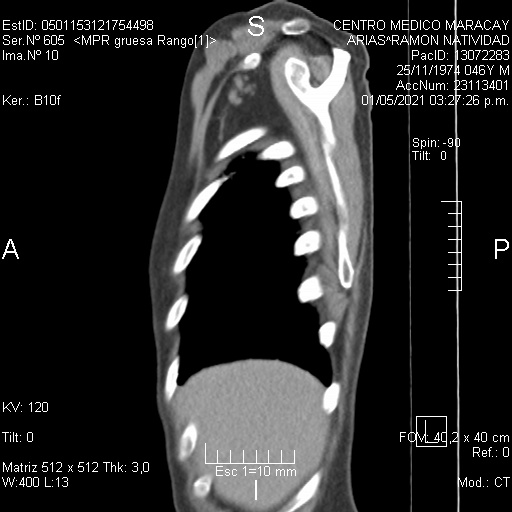 EstID: 0501153121754498
Ser.Nº 605 <MPR gruesa Rango[1]>
Ima.Nº 10
Ker.: B10f
S
CENTRO MEDICO MARACAY
ARIAS^RAMON NATIVIDAD
PacID: 13072283
25/11/1974 046Y M
AccNum: 23113401
01/05/2021 03:27:26 p.m.
Spin: -90
Tilt: 0
A
P
KV: 120
Tilt: 0
Matriz 512 x 512 Thk: 3,0
W:400 L:13
Esc 1=10 mm
I
L
FOV: 40,2 x 40 cm
Ref.: 0
Mod.: CT